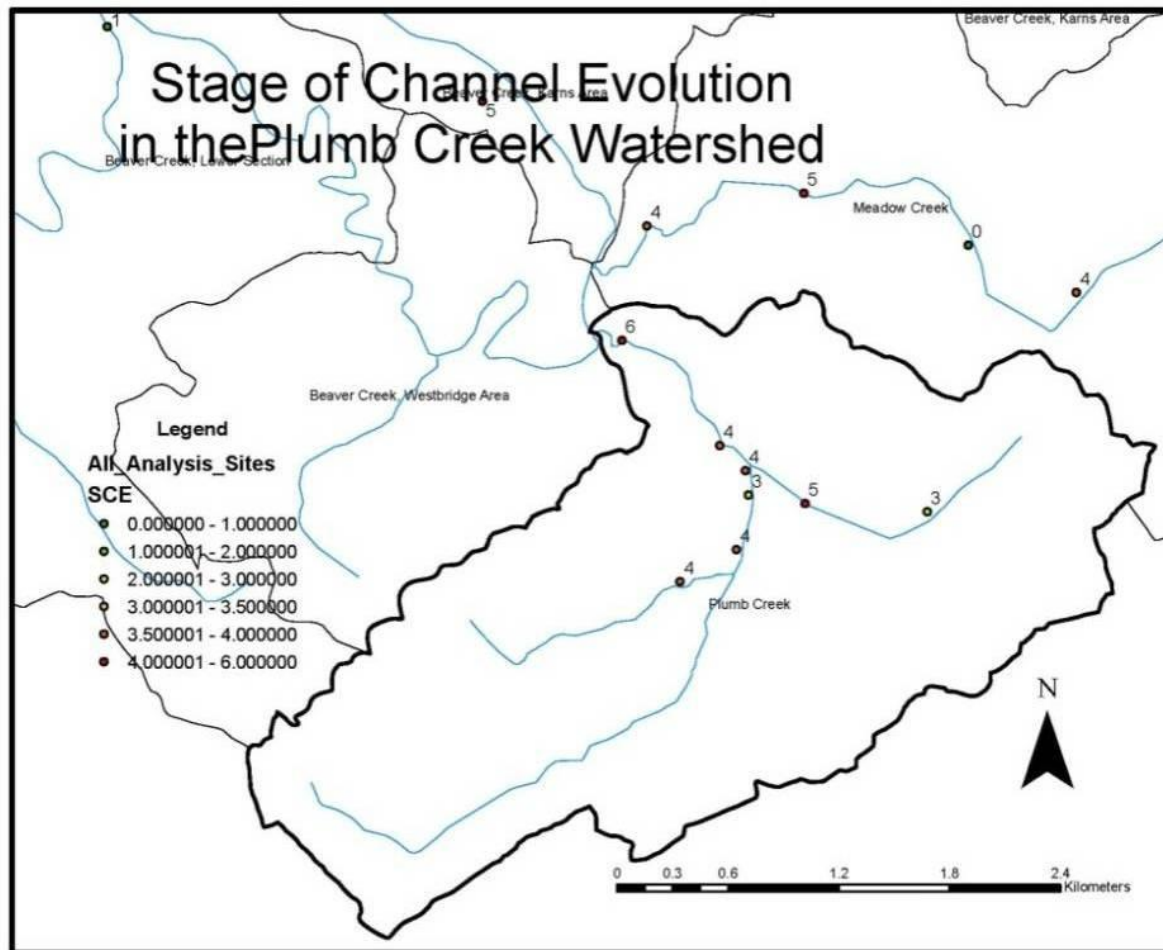 1
Beaver Creek, Karns Area
Stage of Channel Evolution
in thePlumb Creek Watershed
Beaver Creek, Karns Area
5
Beaver Creek, Lower Section
5
Meadow Creek
4
0
4
6
Beaver Creek, Westbridge Area
Legend
All_Analysis_Sites
SCE
0.000000 - 1.000000
1.000001 - 2.000000
2.000001 - 3.000000
3.000001 - 3.500000
3.500001 - 4.000000
4.000001 - 6.000000
4
4
3
5
3
4
4
Plumb Creek
N
0 0.3 0.6 1.2 1.8 2.4
Kilometers